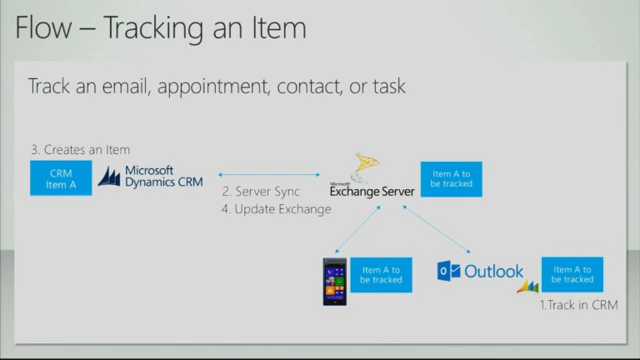 Flow – Tracking an Item
Track an email, appointment, contact, or task
3. Creates an Item
CRM
Item A
Microsoft
Dynamics CRM
2. Server Sync
4. Update Exchange
Microsoft
Exchange Server
Item A to
be tracked
Item A to
be tracked
Outlook
Item A to
be tracked
1.Track in CRM